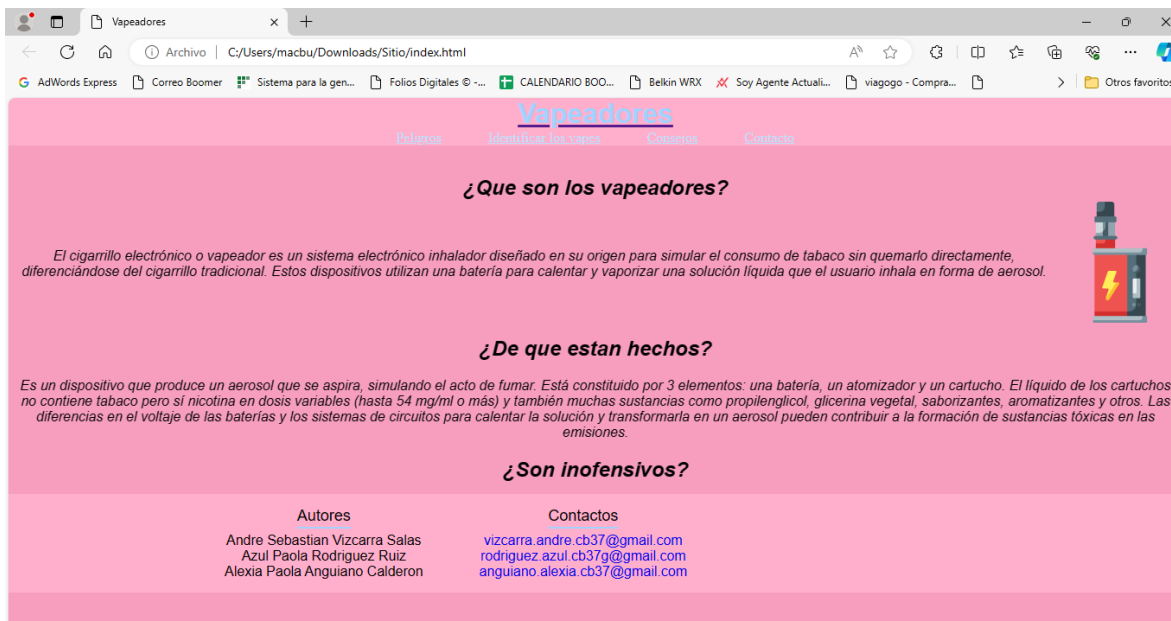 Vapeadores
Archivo C:/Users/macbu/Downloads/Sitio/index.html
AdWords Express Correo Boomer Sistema para la gen... Folios Digitales © -... CALENDARIO BOO... Belkin WRX Soy Agente Actuali... viagogo - Compra... Otros favoritos
Vapeadores
Peligros Identificar los vapes Consejos Contacto
¿Que son los vapeadores?
El cigarrillo electrónico o vapeador es un sistema electrónico inhalador diseñado en su origen para simular el consumo de tabaco sin quemarlo directamente,
diferenciándose del cigarrillo tradicional. Estos dispositivos utilizan una batería para calentar y vaporizar una solución líquida que el usuario inhala en forma de aerosol.
¿De que estan hechos?
Es un dispositivo que produce un aerosol que se aspira, simulando el acto de fumar. Está constituido por 3 elementos: una batería, un atomizador y un cartucho. El líquido de los cartuchos
no contiene tabaco pero sí nicotina en dosis variables (hasta 54 mg/ml o más) y también muchas sustancias como propilenglicol, glicerina vegetal, saborizantes, aromatizantes y otros. Las
diferencias en el voltaje de las baterías y los sistemas de circuitos para calentar la solución y transformarla en un aerosol pueden contribuir a la formación de sustancias tóxicas en las
emisiones.
¿Son inofensivos?
Autores Contactos
Andre Sebastian Vizcarra Salas vizcarra.andre.cb37@gmail.com
Azul Paola Rodriguez Ruiz rodriguez.azul.cb37g@gmail.com
Alexia Paola Anguiano Calderon anguiano.alexia.cb37@gmail.com